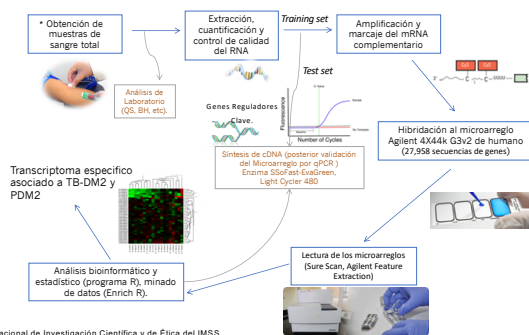 * Obtención de
muestras de
sangre total
Extracción,
cuantificación y
control de calidad
del RNA
Training set
Amplificación y
marcaje del mRNA
complementario
Test set
Análisis de
Laboratorio
(QS, BH, etc).
Genes Reguladores
Clave.
Fluorescence
Number of Cycles
Hibridación al microarreglo
Agilent 4X44k G3v2 de humano
(27,958 secuencias de genes)
Síntesis de cDNA (posterior validación
del Microarreglo por qPCR )
Enzima SSoFast-EvaGreen,
Light Cycler 480
Transcriptoma especifico
asociado a TB-DM2 y
PDM2
Lectura de los microarreglos
(Sure Scan, Agilent Feature
Extraction)
Análisis bioinformático y
estadístico (programa R), minado
de datos (Enrich R).
acional de Investigación Científica y de Ética del IMSS